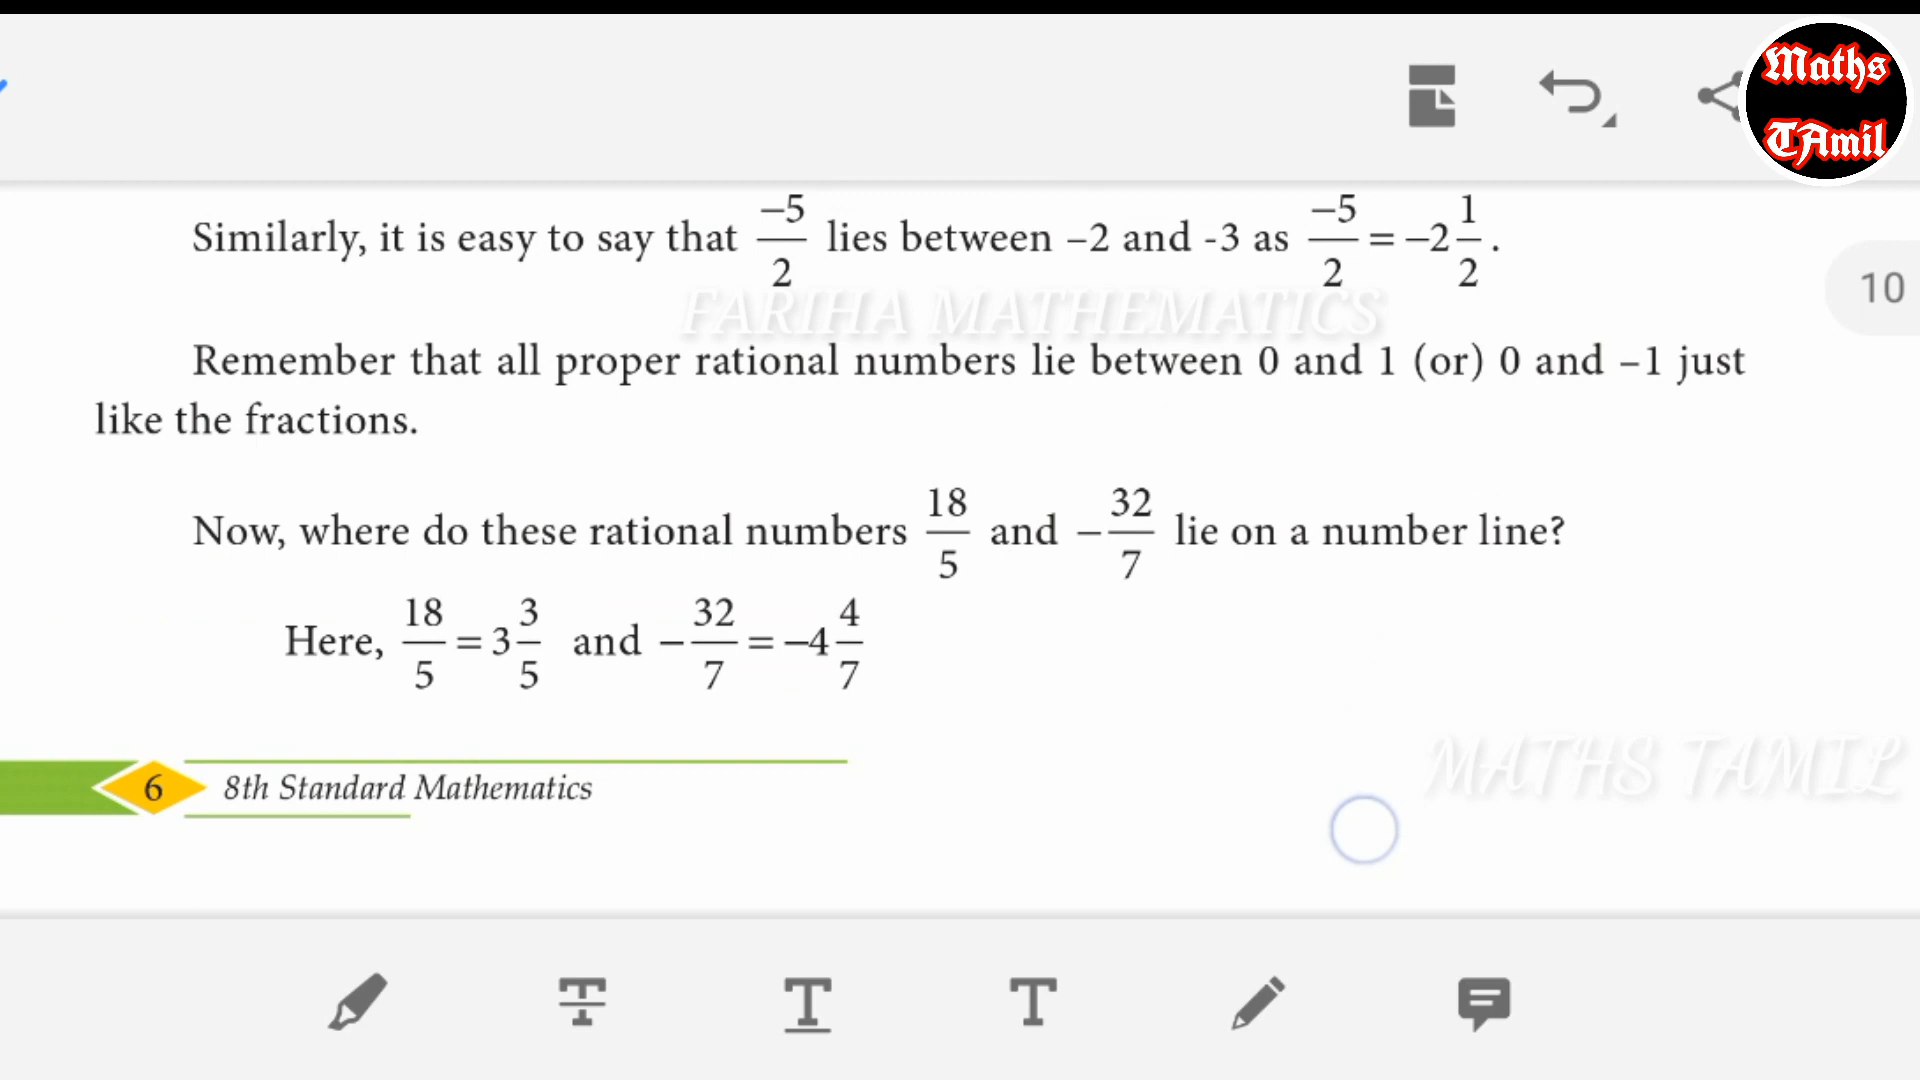 Maths
TAmil
Similarly, it is easy to say that −5/2 lies between −2 and -3 as −5/2 = −2 1/2 .
10
FARIHA MATHEMATICS
Remember that all proper rational numbers lie between 0 and 1 (or) 0 and −1 just
like the fractions.
Now, where do these rational numbers 18/5 and −32/7 lie on a number line?
Here, 18/5 = 3 3/5 and −32/7 = −4 4/7
MATHS TAMIL
6 8th Standard Mathematics
T T T